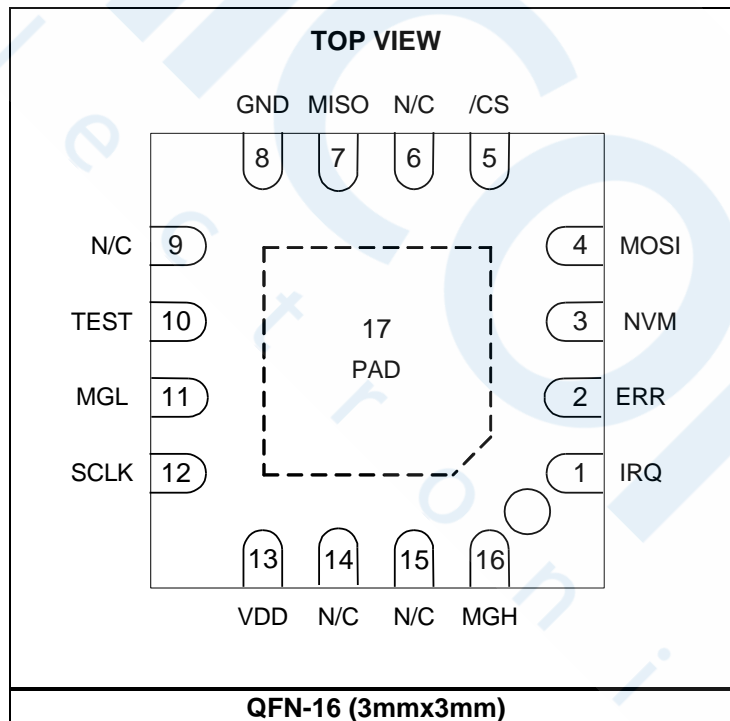 TOP VIEW
GND MISO N/C /CS
8 7 6 5
N/C 9 4 MOSI
TEST 10 17 3 NVM
PAD
MGL 11 2 ERR
SCLK 12 1 IRQ
13 14 15 16
VDD N/C N/C MGH
QFN-16 (3mmx3mm)